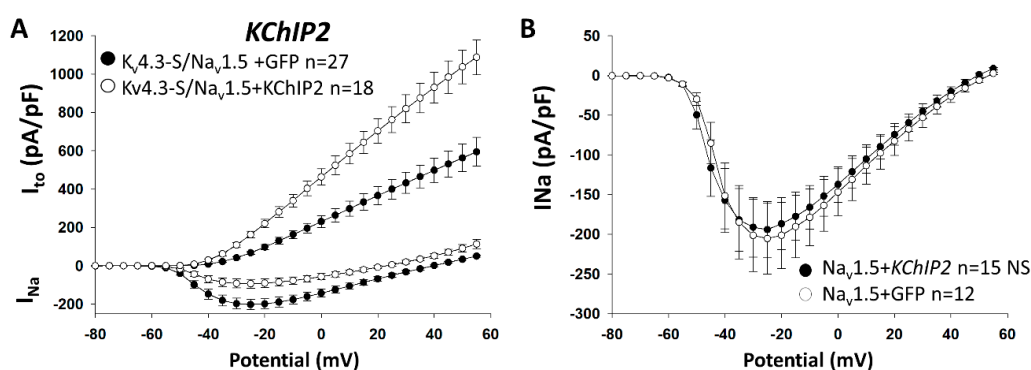 A
KChIP2
Kv4.3-S/Nav1.5 +GFP n=27
Kv4.3-S/Nav1.5+KChIP2 n=18
Ito (pA/pF)
INa
1200
1000
800
600
400
200
0
-200
-80 -60 -40 -20 0 20 40 60
Potential (mV)
B
INa (pA/pF)
50
0
-50
-100
-150
-200
-250
-300
Nav1.5+KChIP2 n=15 NS
Nav1.5+GFP n=12
-80 -60 -40 -20 0 20 40 60
Potential (mV)